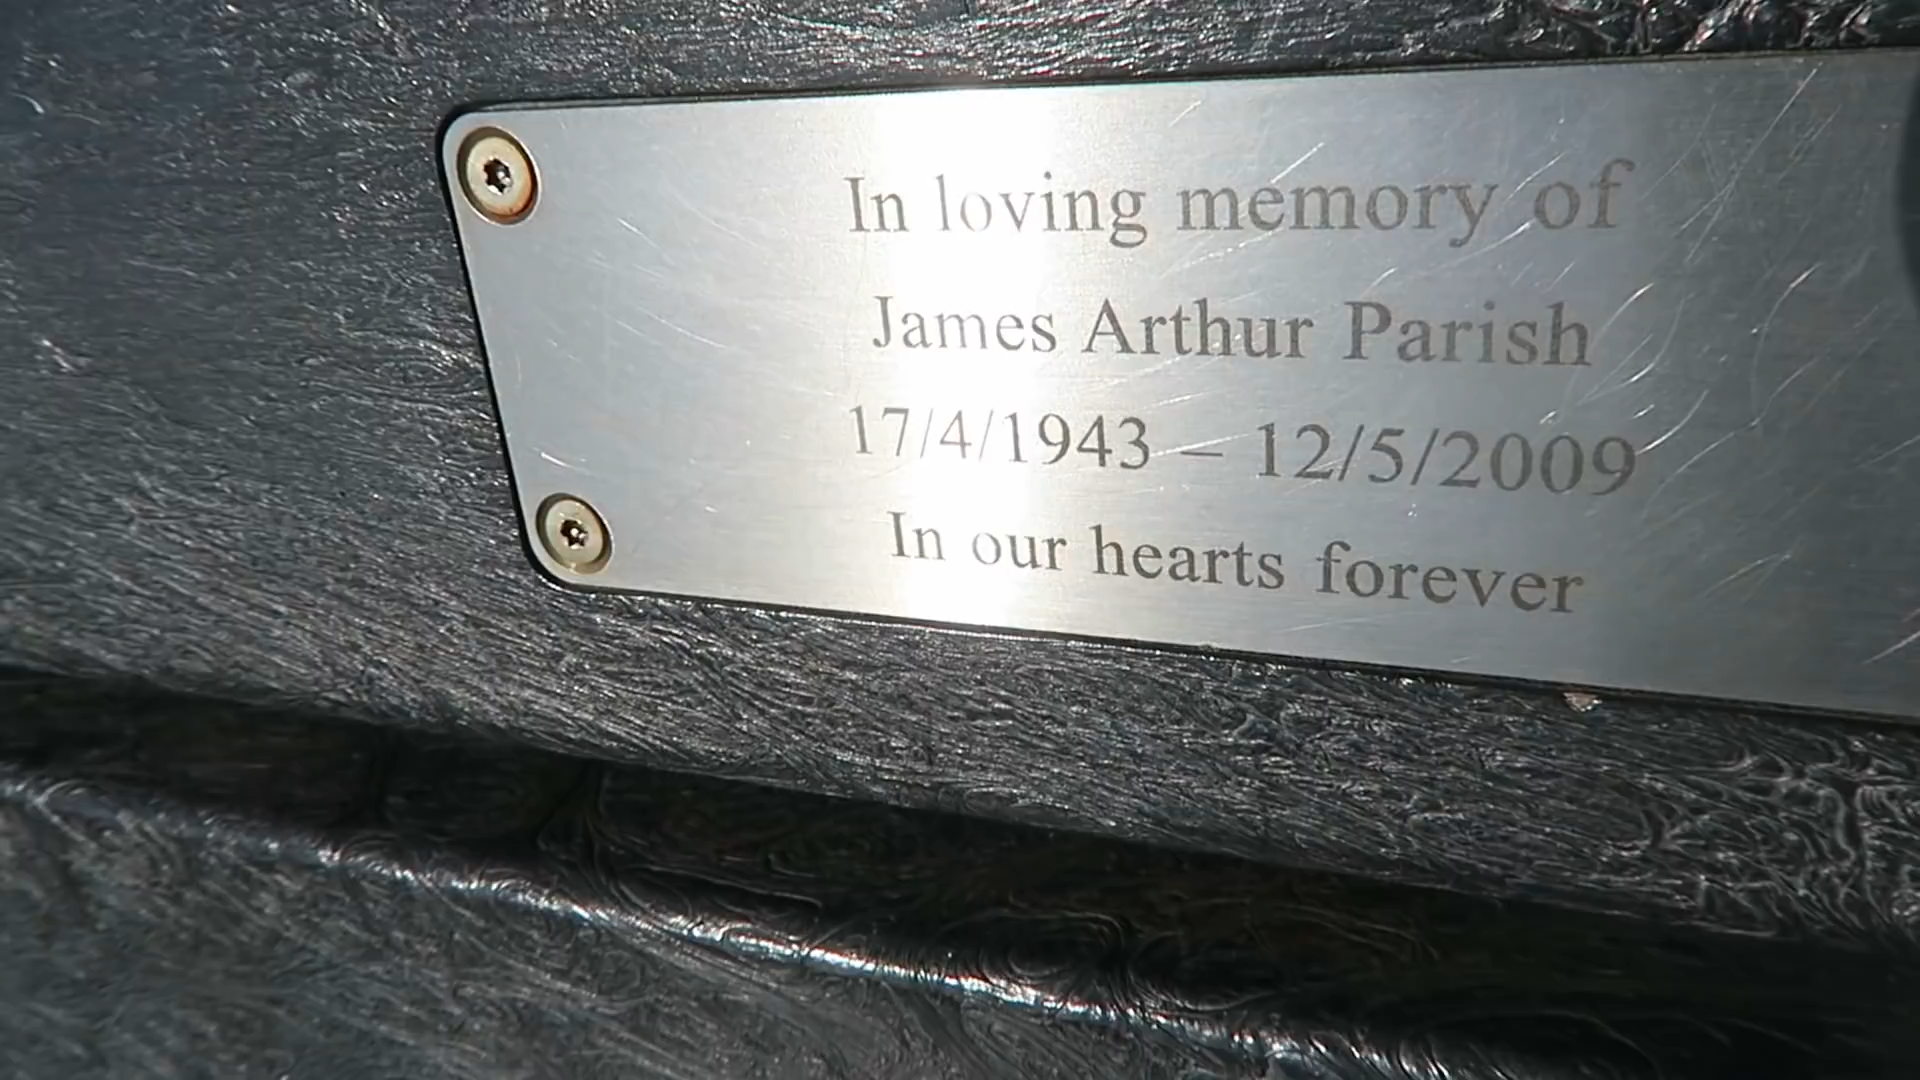 In loving memory of
James Arthur Parish
17/4/1943 – 12/5/2009
In our hearts forever